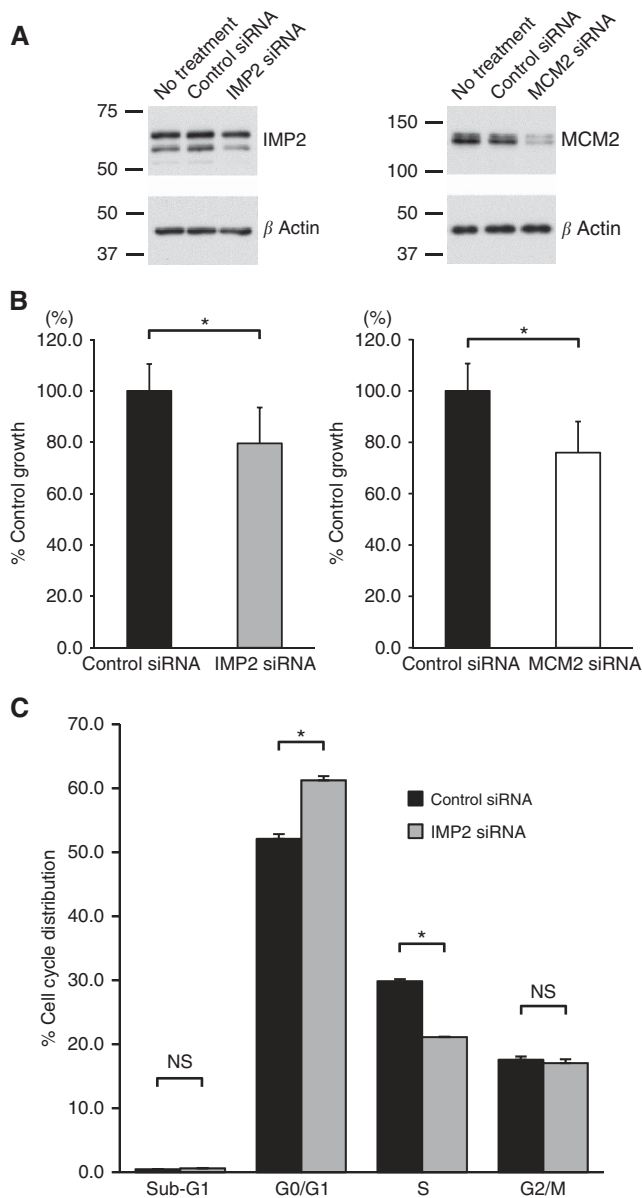 A
No treatment
Control siRNA
IMP2 siRNA
75
50
IMP2
50
37
β Actin
No treatment
Control siRNA
MCM2 siRNA
150
100
MCM2
50
37
β Actin
B
(%)
120.0
100.0
80.0
60.0
40.0
20.0
0.0
% Control growth
*
Control siRNA
IMP2 siRNA
(%)
120.0
100.0
80.0
60.0
40.0
20.0
0.0
% Control growth
*
Control siRNA
MCM2 siRNA
C
70.0
60.0
50.0
40.0
30.0
20.0
10.0
0.0
% Cell cycle distribution
NS
*
*
NS
Control siRNA
IMP2 siRNA
Sub-G1
G0/G1
S
G2/M